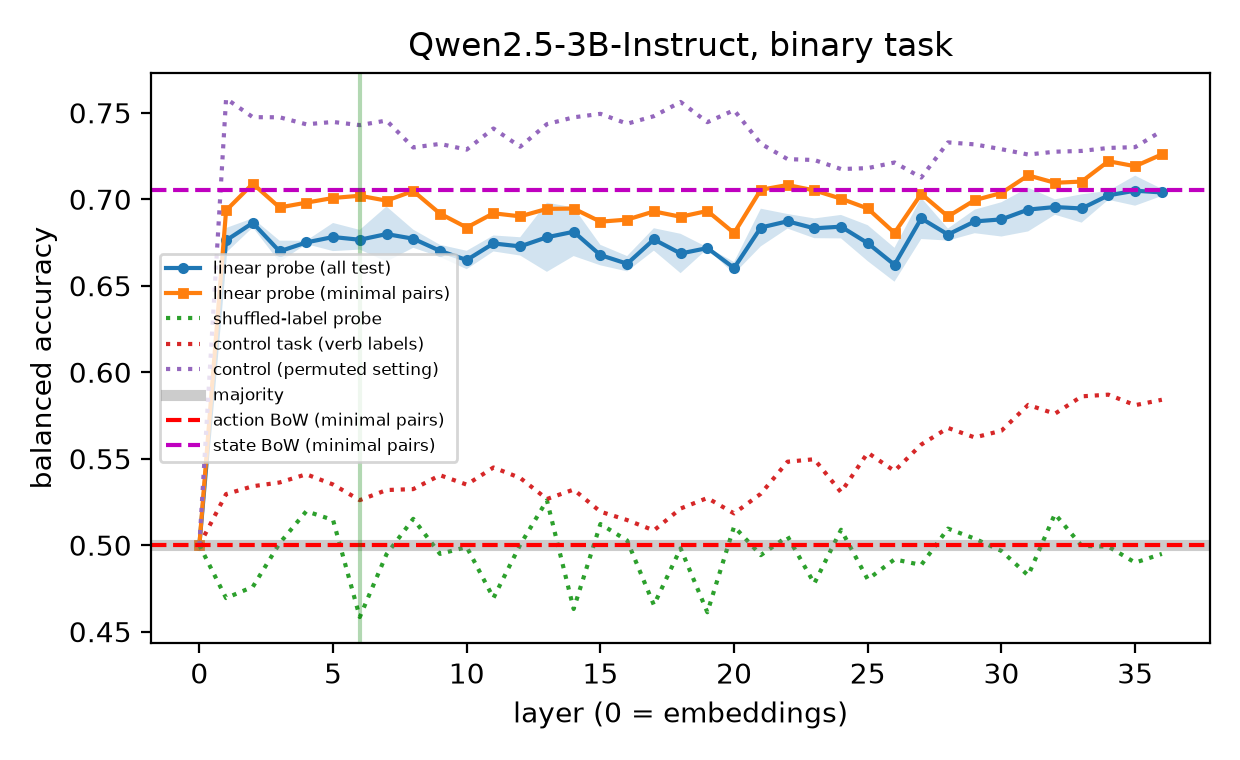 Qwen2.5-3B-Instruct, binary task
balanced accuracy
0.75
0.70
0.65
0.60
0.55
0.50
0.45
linear probe (all test)
linear probe (minimal pairs)
shuffled-label probe
control task (verb labels)
control (permuted setting)
majority
action BoW (minimal pairs)
state BoW (minimal pairs)
0 5 10 15 20 25 30 35
layer (0 = embeddings)